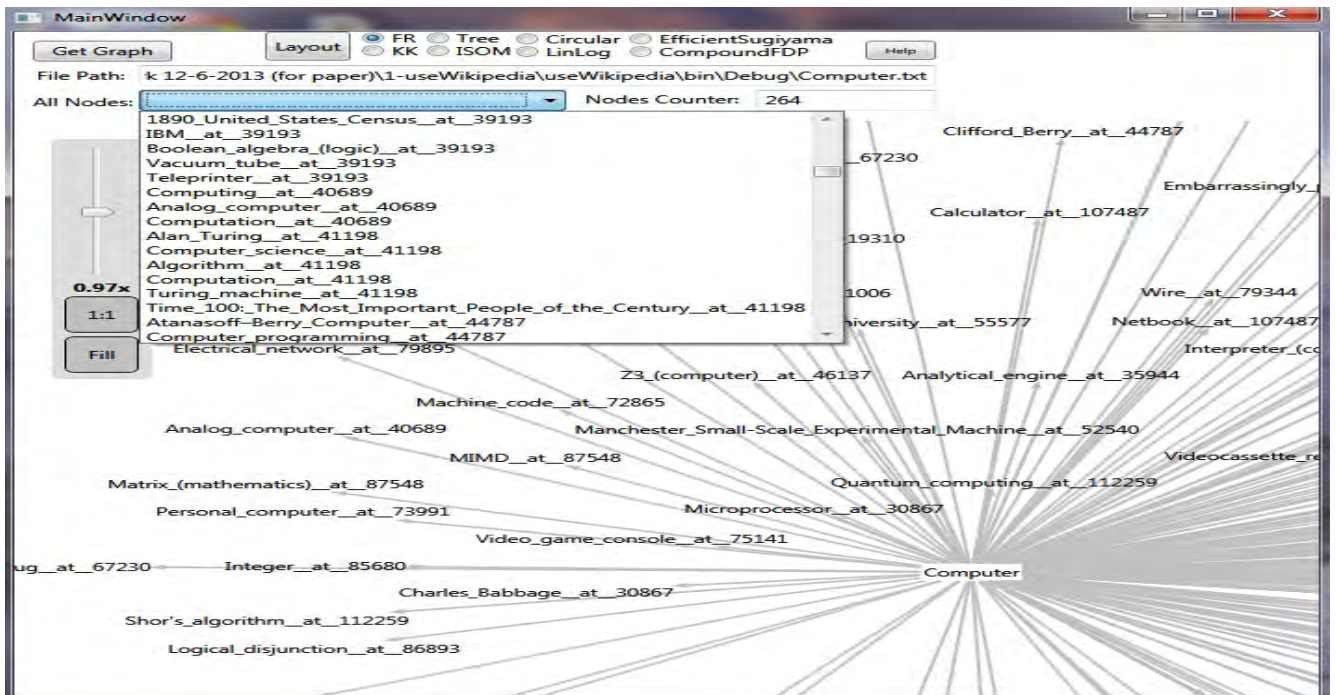 MainWindow
Get Graph Layout FR Tree Circular EfficientSugiyama
KK ISOM LinLog CompoundFDP Help
File Path: k 12-6-2013 (for paper)\1-useWikipedia\useWikipedia\bin\Debug\Computer.txt
All Nodes: Nodes Counter: 264
1890_United_States_Census__at__39193
IBM__at__39193
Boolean_algebra_(logic)__at__39193
Vacuum_tube__at__39193
Teleprinter__at__39193
Computing__at__40689
Analog_computer__at__40689
Computation__at__40689
Alan_Turing__at__41198
Computer_science__at__41198
Algorithm__at__41198
Computation__at__41198
Turing_machine__at__41198
Time_100:_The_Most_Important_People_of_the_Century__at__41198
Atanasoff–Berry_Computer__at__44787
Computer_programming__at__44787
0.97x
1:1
Fill
Clifford_Berry__at__44787
_67230
Embarrassingly_
Calculator__at__107487
19310
1006
Wire__at__79344
iversity__at__55577
Netbook__at__107487
Electrical_network__at__79895
Interpreter_(co
Z3_(computer)__at__46137
Analytical_engine__at__35944
Machine_code__at__72865
Analog_computer__at__40689
Manchester_Small-Scale_Experimental_Machine__at__52540
MIMD__at__87548
Videocassette_re
Matrix_(mathematics)__at__87548
Quantum_computing__at__112259
Personal_computer__at__73991
Microprocessor__at__30867
Video_game_console__at__75141
ug__at__67230
Integer__at__85680
Computer
Charles_Babbage__at__30867
Shor's_algorithm__at__112259
Logical_disjunction__at__86893